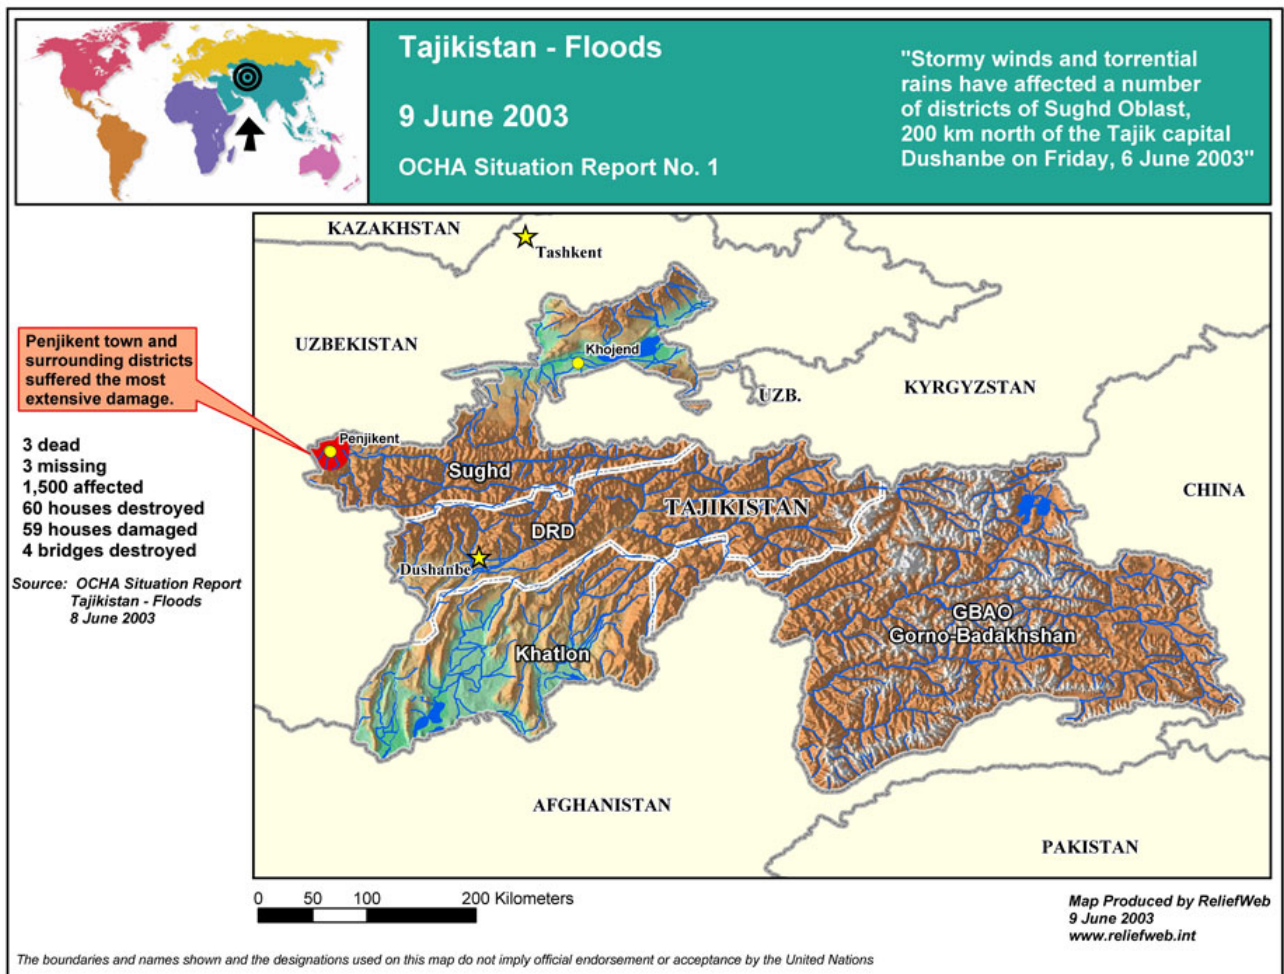 Tajikistan - Floods
9 June 2003
OCHA Situation Report No. 1
"Stormy winds and torrential
rains have affected a number
of districts of Sughd Oblast,
200 km north of the Tajik capital
Dushanbe on Friday, 6 June 2003"
KAZAKHSTAN
Tashkent
UZBEKISTAN
Khojend
UZB.
KYRGYZSTAN
Penjikent town and
surrounding districts
suffered the most
extensive damage.
Penjikent
3 dead
3 missing
1,500 affected
60 houses destroyed
59 houses damaged
4 bridges destroyed
Source: OCHA Situation Report
Tajikistan - Floods
8 June 2003
Sughd
TAJIKISTAN
CHINA
DRD
Dushanbe
GBAO
Gorno-Badakhshan
Khatlon
AFGHANISTAN
PAKISTAN
0 50 100 200 Kilometers
Map Produced by ReliefWeb
9 June 2003
www.reliefweb.int
The boundaries and names shown and the designations used on this map do not imply official endorsement or acceptance by the United Nations